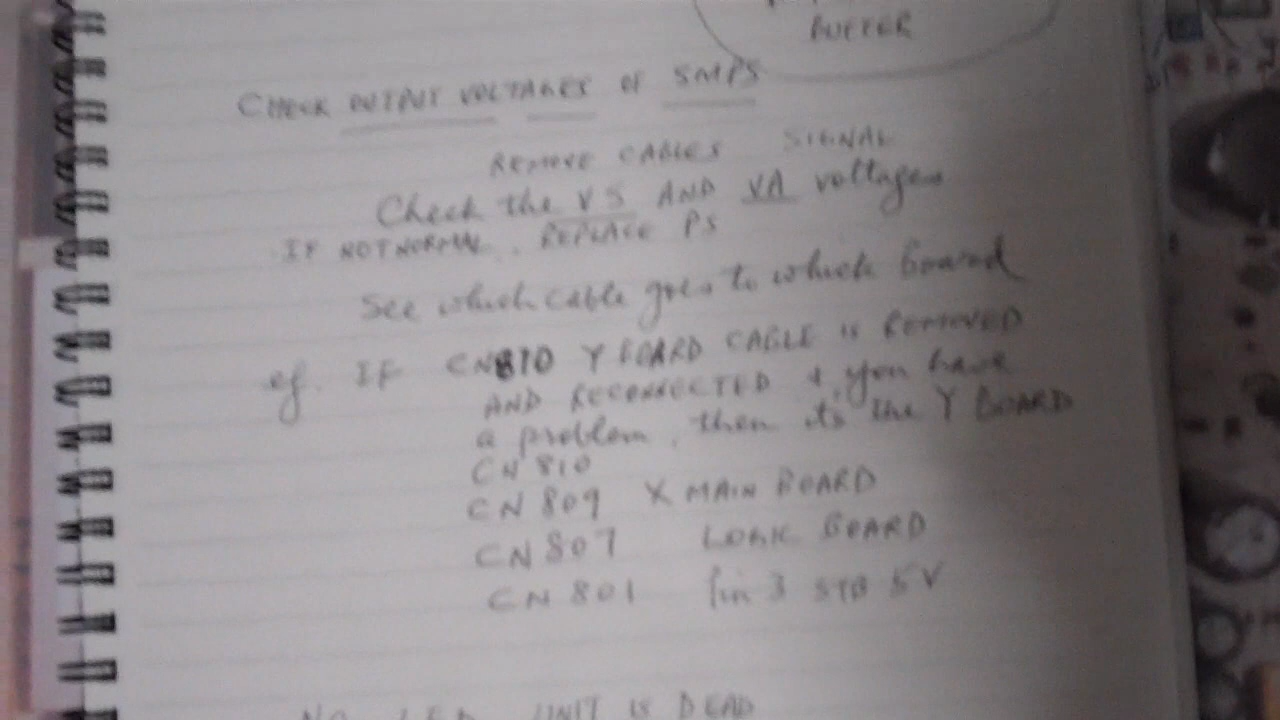 BUFFER
CHECK OUTPUT VOLTAGES OF SMPS
REMOVE CABLES SIGNAL
Check the VS AND VA voltages
IF NOT NORMAL. REPLACE PS
See which cable goes to which board
eg. IF CN810 Y BOARD CABLE IS REMOVED
AND RECONNECTED + you have
a problem, then its the Y BOARD
CN 810
CN 809 X MAIN BOARD
CN 807 LOGIC BOARD
CN 801 Pin 3 STB 5V
NO LED UNIT IS DEAD